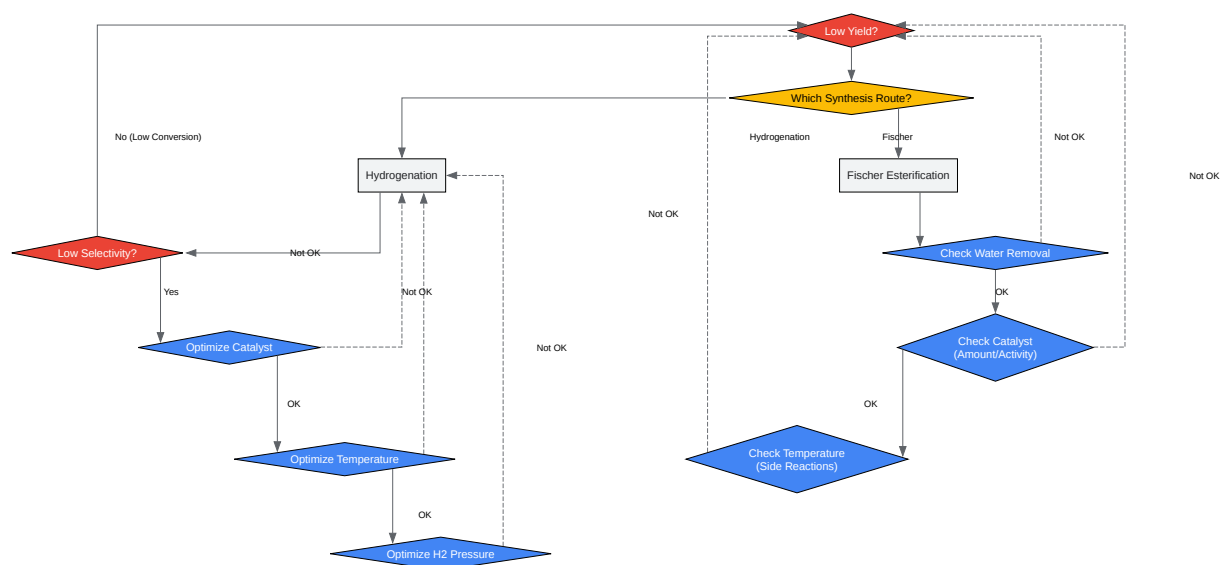 Low Yield?
Which Synthesis Route?
No (Low Conversion)
Hydrogenation
Fischer
Not OK
Hydrogenation
Fischer Esterification
Not OK
Not OK
Low Selectivity?
Not OK
Check Water Removal
Yes
Not OK
OK
Optimize Catalyst
Not OK
Check Catalyst
(Amount/Activity)
OK
OK
Optimize Temperature
Check Temperature
(Side Reactions)
OK
Optimize H2 Pressure